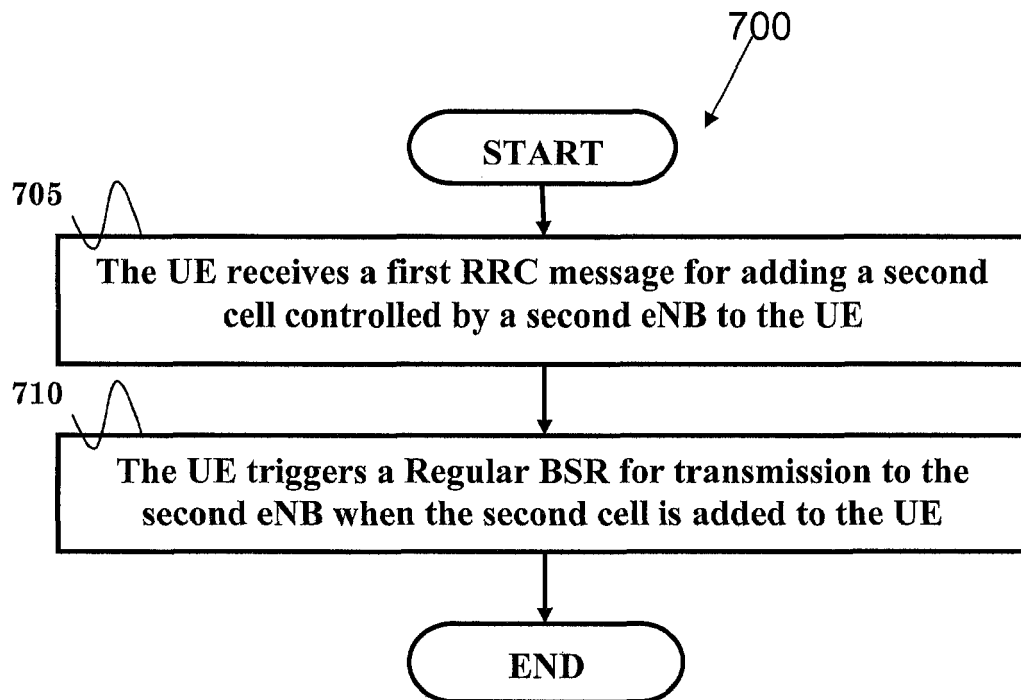 700
START
705
The UE receives a first RRC message for adding a second
cell controlled by a second eNB to the UE
710
The UE triggers a Regular BSR for transmission to the
second eNB when the second cell is added to the UE
END